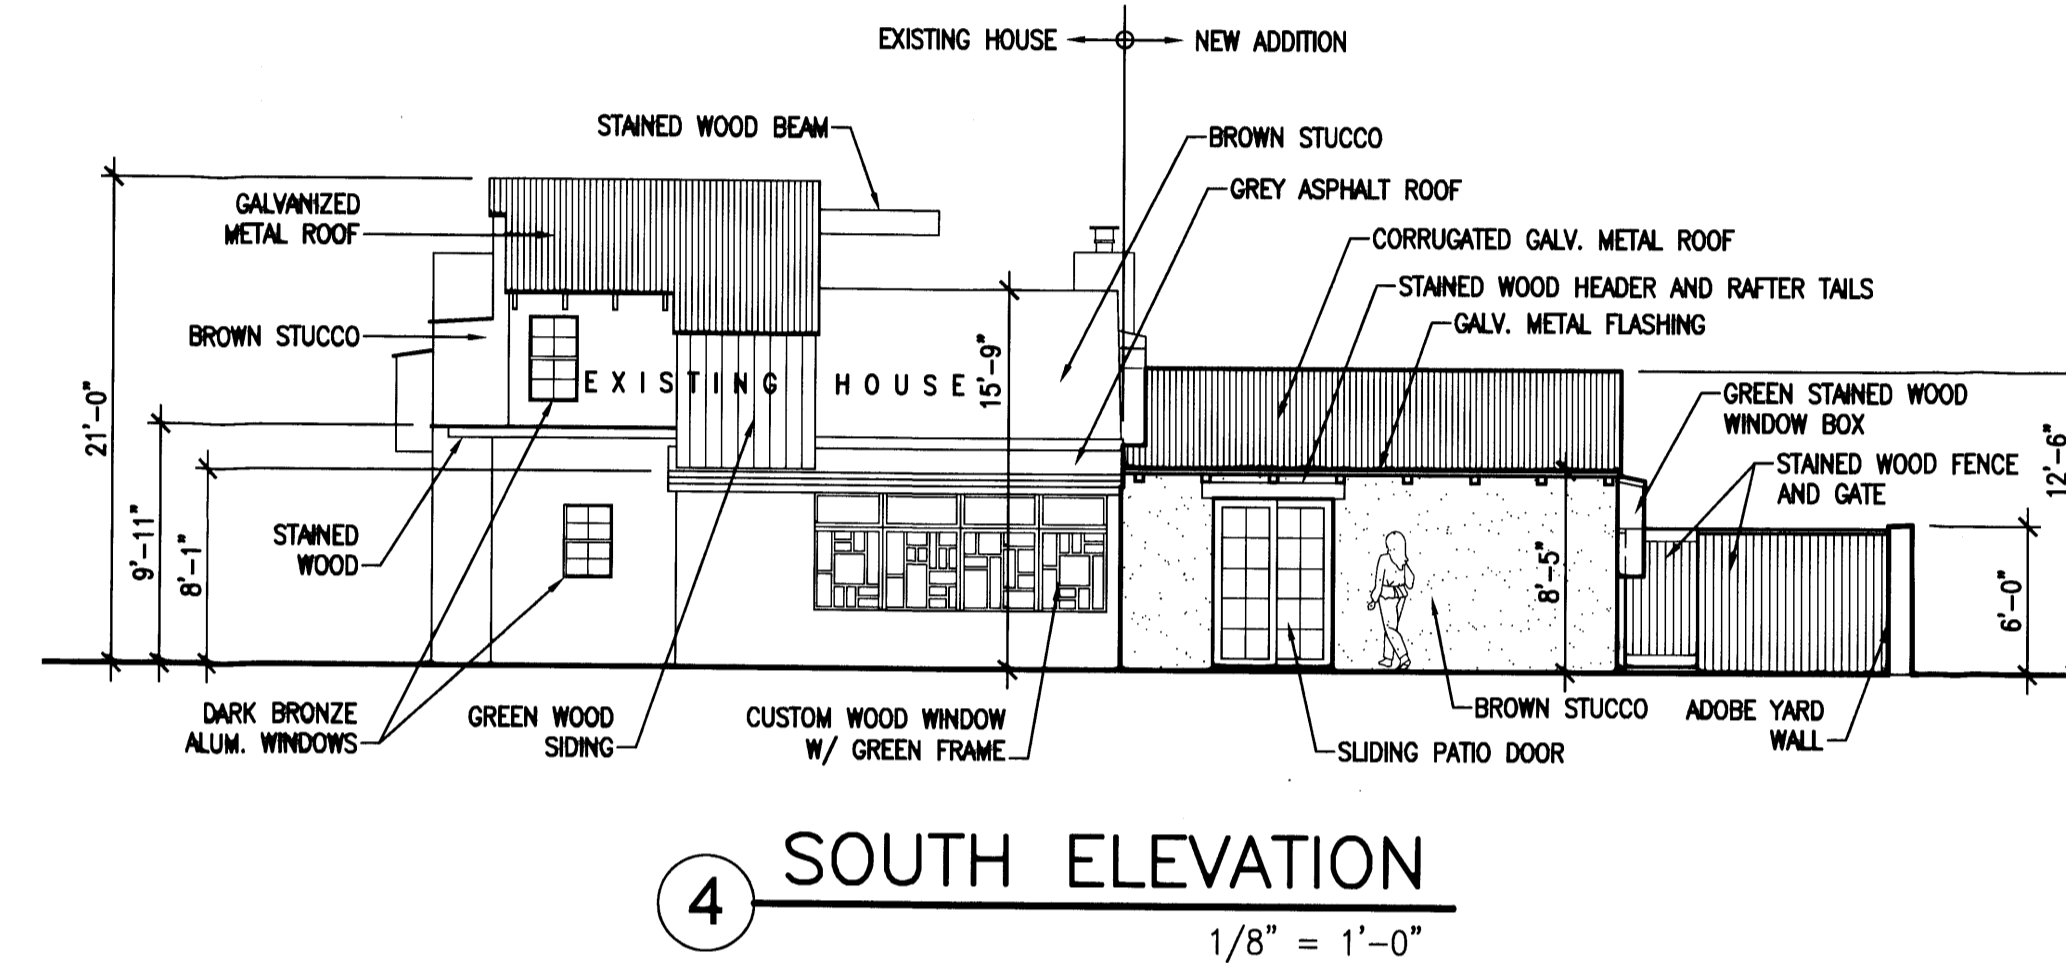 EXISTING HOUSE
NEW ADDITION
STAINED WOOD BEAM
BROWN STUCCO
GREY ASPHALT ROOF
GALVANIZED
METAL ROOF
CORRUGATED GALV. METAL ROOF
STAINED WOOD HEADER AND RAFTER TAILS
GALV. METAL FLASHING
BROWN STUCCO
EXISTING HOUSE
15'-9"
21'-0"
GREEN STAINED WOOD
WINDOW BOX
STAINED WOOD FENCE
AND GATE
12'-6"
9'-11"
8'-1"
STAINED
WOOD
8'-5"
6'-0"
DARK BRONZE
ALUM. WINDOWS
GREEN WOOD
SIDING
CUSTOM WOOD WINDOW
W/ GREEN FRAME
BROWN STUCCO
SLIDING PATIO DOOR
ADOBE YARD
WALL
4
SOUTH ELEVATION
1/8" = 1'-0"